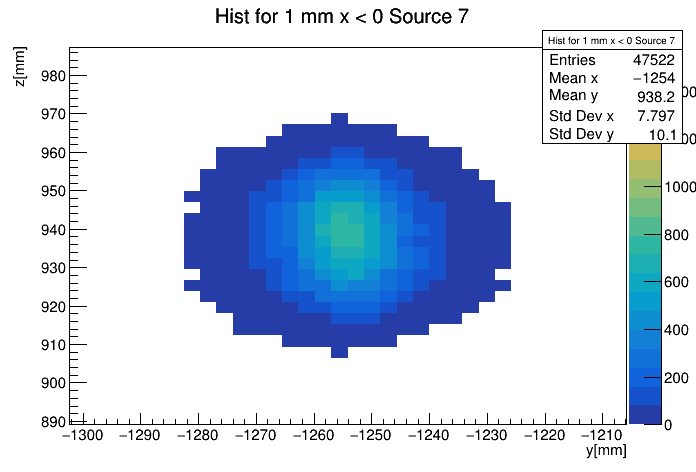 Hist for 1 mm x < 0 Source 7
z[mm]
Hist for 1 mm x < 0 Source 7
Entries 47522
Mean x −1254
Mean y 938.2
Std Dev x 7.797
Std Dev y 10.1
980
970
960
950
940
930
920
910
900
890
−1300 −1290 −1280 −1270 −1260 −1250 −1240 −1230 −1220 −1210
y[mm]
00
00
1000
800
600
400
200
0